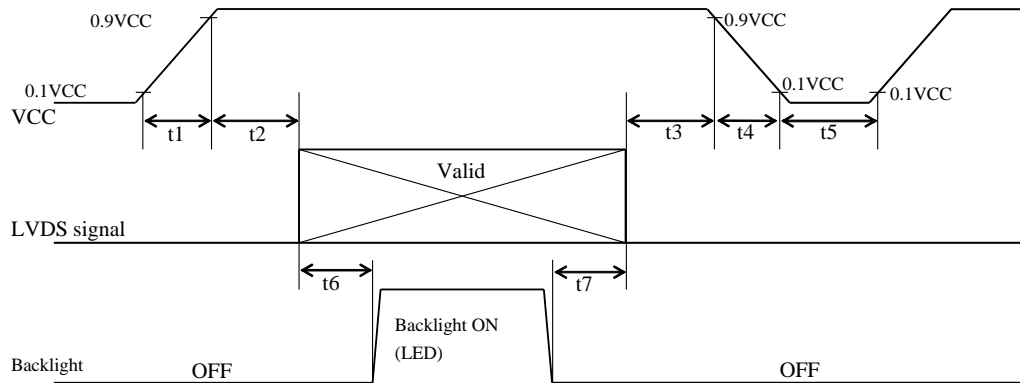 0.9VCC 0.9VCC
0.1VCC 0.1VCC 0.1VCC
VCC
t1 t2 t3 t4 t5
Valid
LVDS signal
t6 t7
Backlight ON
(LED)
Backlight OFF OFF